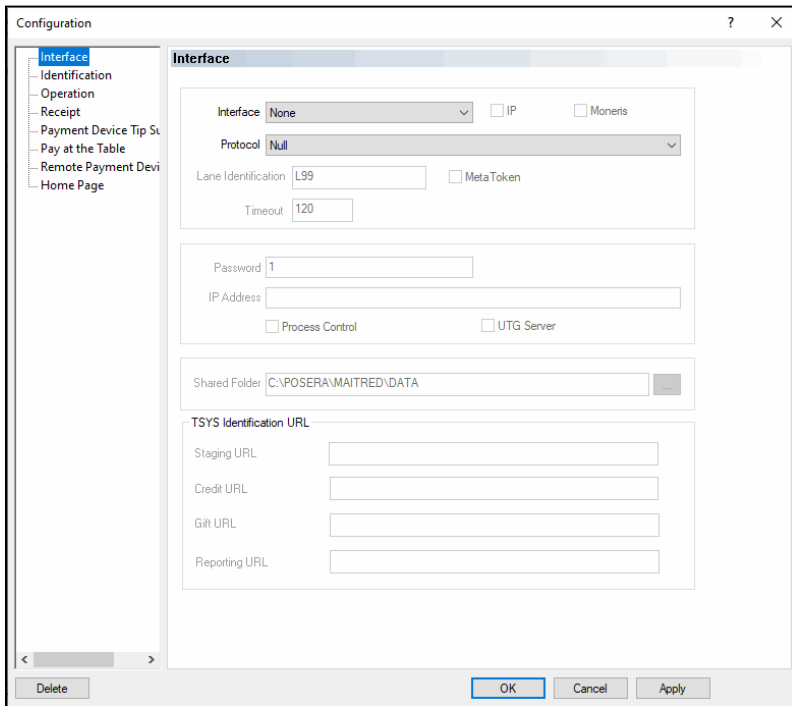 Configuration
?
Interface
Identification
Operation
Receipt
Payment Device Tip Su
Pay at the Table
Remote Payment Devi
Home Page
Interface
Interface None IP Moneris
Protocol Null
Lane Identification L99 MetaToken
Timeout 120
Password 1
IP Address
Process Control UTG Server
Shared Folder C:\POSERA\MAITRED\DATA ...
TSYS Identification URL
Staging URL
Credit URL
Gift URL
Reporting URL
Delete OK Cancel Apply